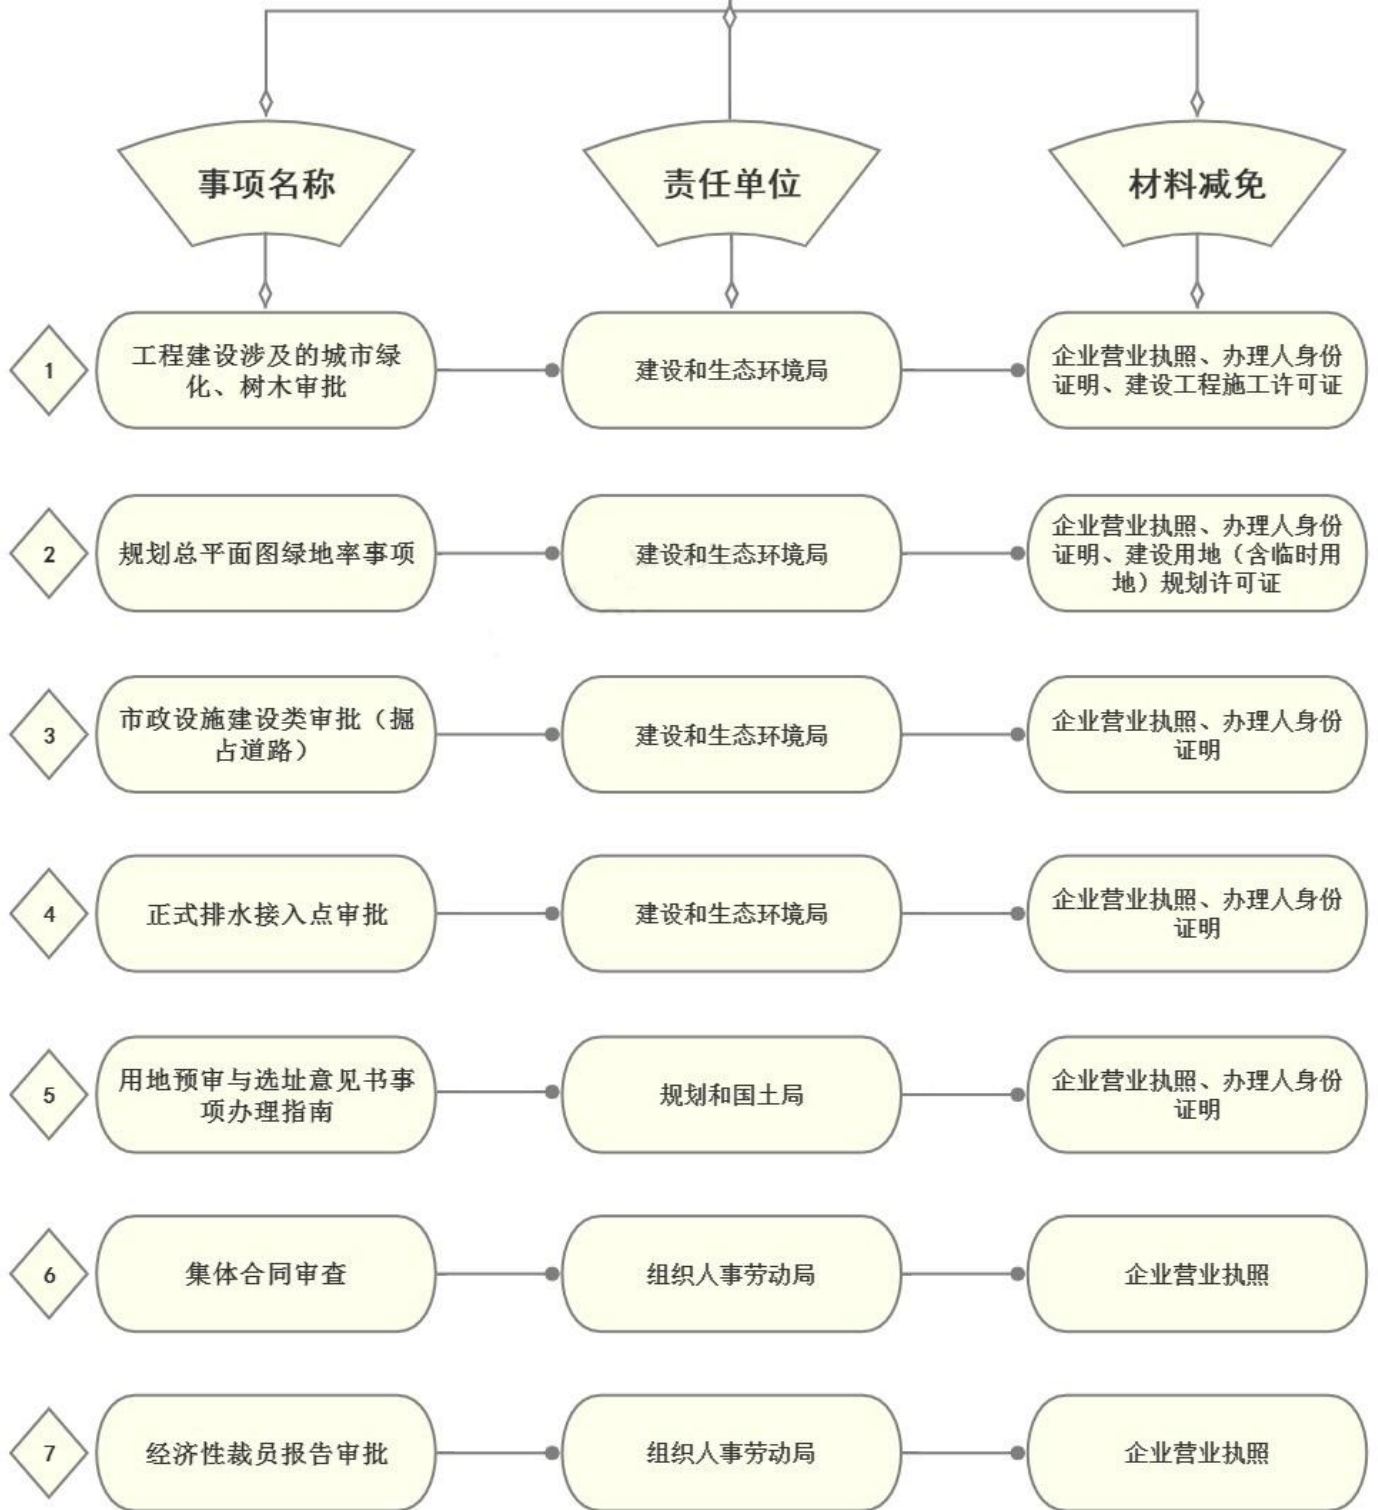 事项名称
责任单位
材料减免
1
工程建设涉及的城市绿
化、树木审批
建设和生态环境局
企业营业执照、办理人身份
证明、建设工程施工许可证
2
规划总平面图绿地率事项
建设和生态环境局
企业营业执照、办理人身份
证明、建设用地（含临时用
地）规划许可证
3
市政设施建设类审批（掘
占道路）
建设和生态环境局
企业营业执照、办理人身份
证明
4
正式排水接入点审批
建设和生态环境局
企业营业执照、办理人身份
证明
5
用地预审与选址意见书事
项办理指南
规划和国土局
企业营业执照、办理人身份
证明
6
集体合同审查
组织人事劳动局
企业营业执照
7
经济性裁员报告审批
组织人事劳动局
企业营业执照